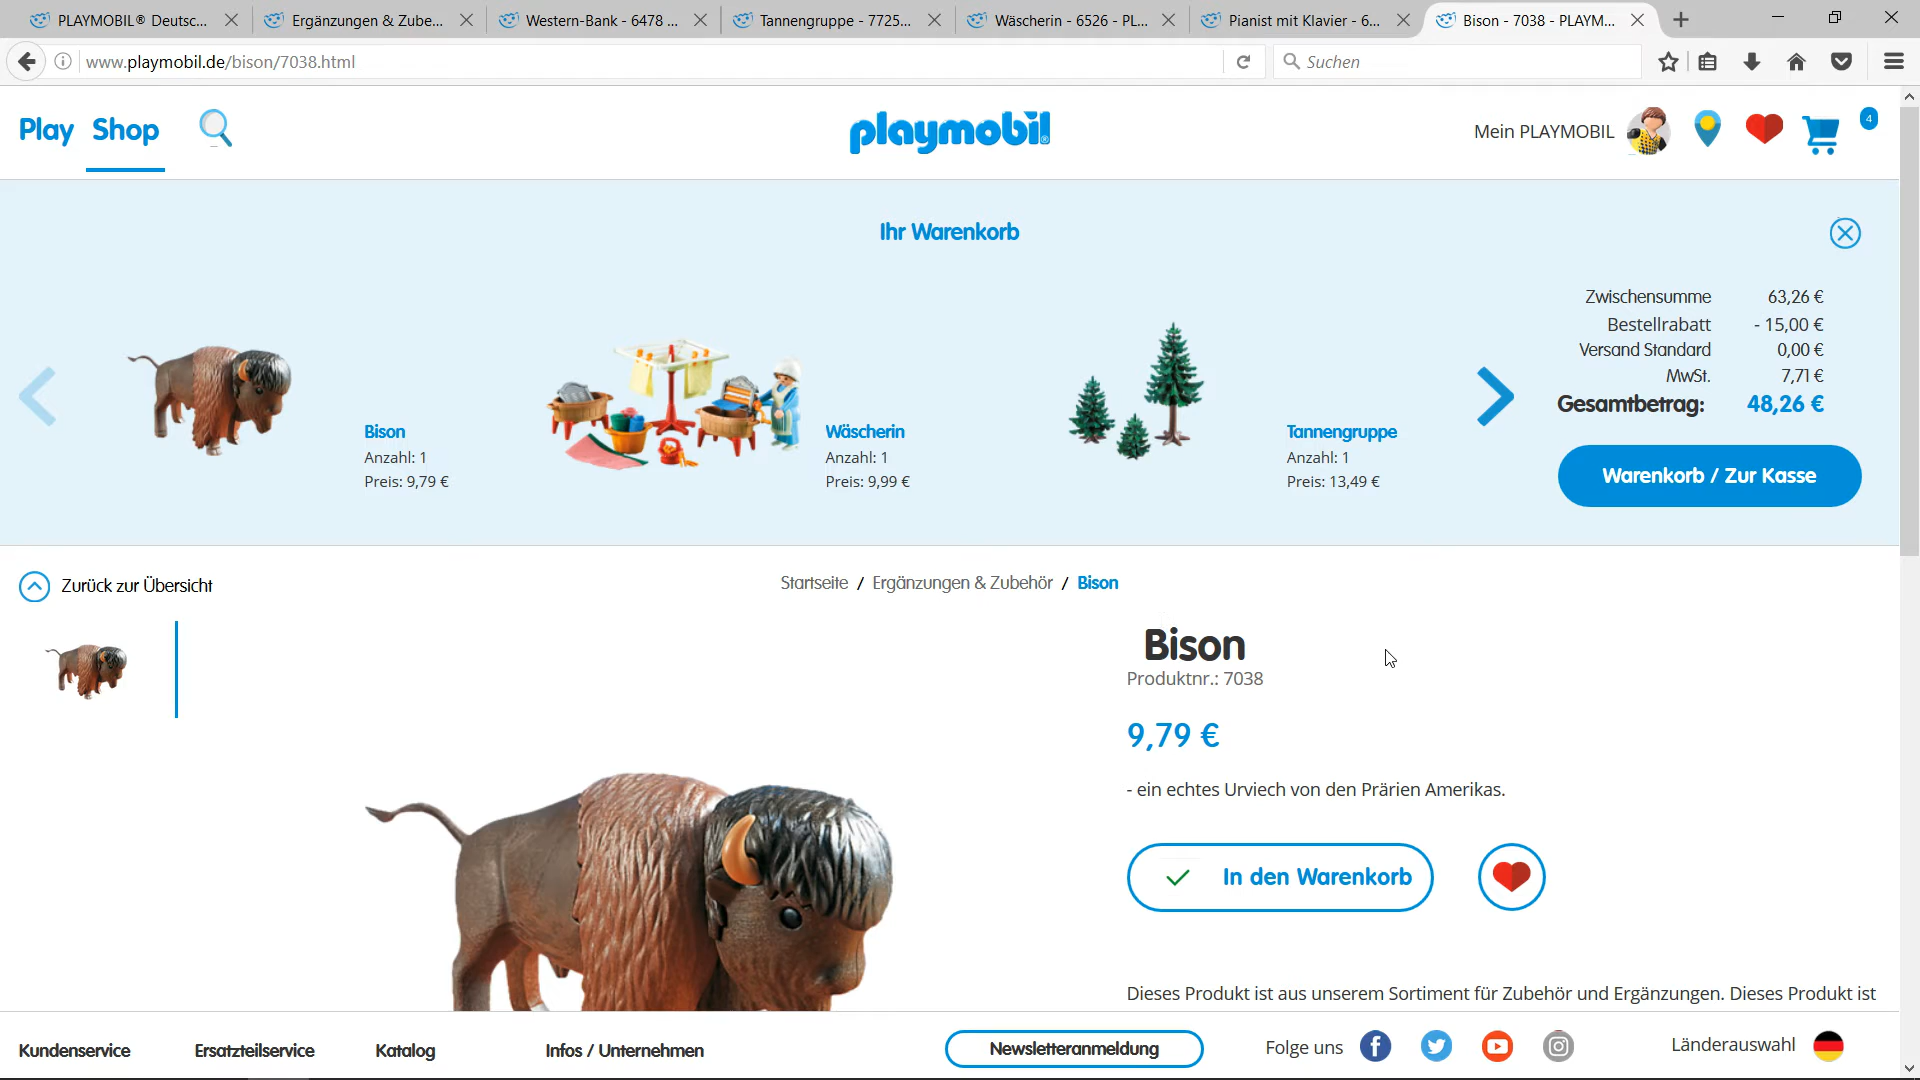 PLAYMOBIL® Deutsc...
Ergänzungen & Zube...
Western-Bank - 6478 ...
Tannengruppe - 7725...
Wäscherin - 6526 - PL...
Pianist mit Klavier - 6...
Bison - 7038 - PLAYM...
www.playmobil.de/bison/7038.html
Suchen
Play
Shop
playmobil
Mein PLAYMOBIL
4
Ihr Warenkorb
Zwischensumme 63,26 €
Bestellrabatt - 15,00 €
Versand Standard 0,00 €
MwSt. 7,71 €
Gesamtbetrag: 48,26 €
Warenkorb / Zur Kasse
Bison
Anzahl: 1
Preis: 9,79 €
Wäscherin
Anzahl: 1
Preis: 9,99 €
Tannengruppe
Anzahl: 1
Preis: 13,49 €
Zurück zur Übersicht
Startseite / Ergänzungen & Zubehör / Bison
Bison
Produktnr.: 7038
9,79 €
- ein echtes Urviech von den Prärien Amerikas.
In den Warenkorb
Dieses Produkt ist aus unserem Sortiment für Zubehör und Ergänzungen. Dieses Produkt ist
Kundenservice
Ersatzteilservice
Katalog
Infos / Unternehmen
Newsletteranmeldung
Folge uns
Länderauswahl